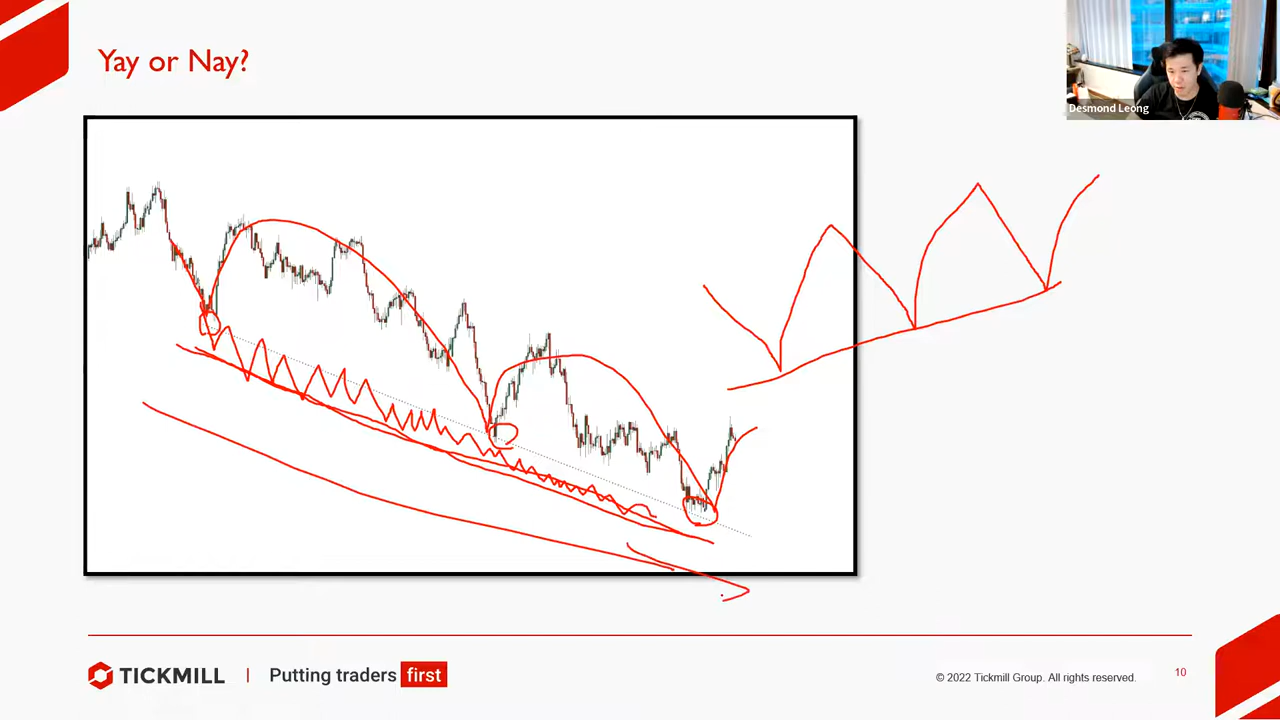 Yay or Nay?
Desmond Leong
TICKMILL | Putting traders first
© 2022 Tickmill Group. All rights reserved.
10